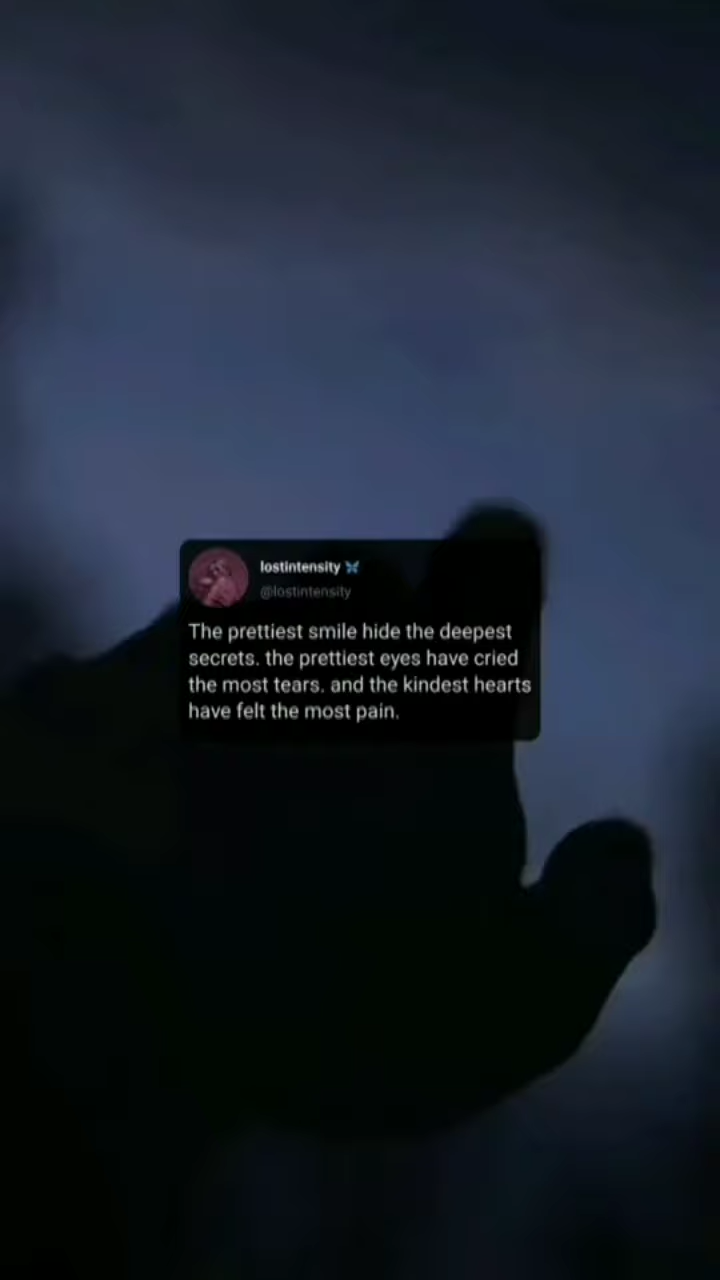 lostintensity 🦋
@lostintensity
The prettiest smile hide the deepest
secrets. the prettiest eyes have cried
the most tears. and the kindest hearts
have felt the most pain.